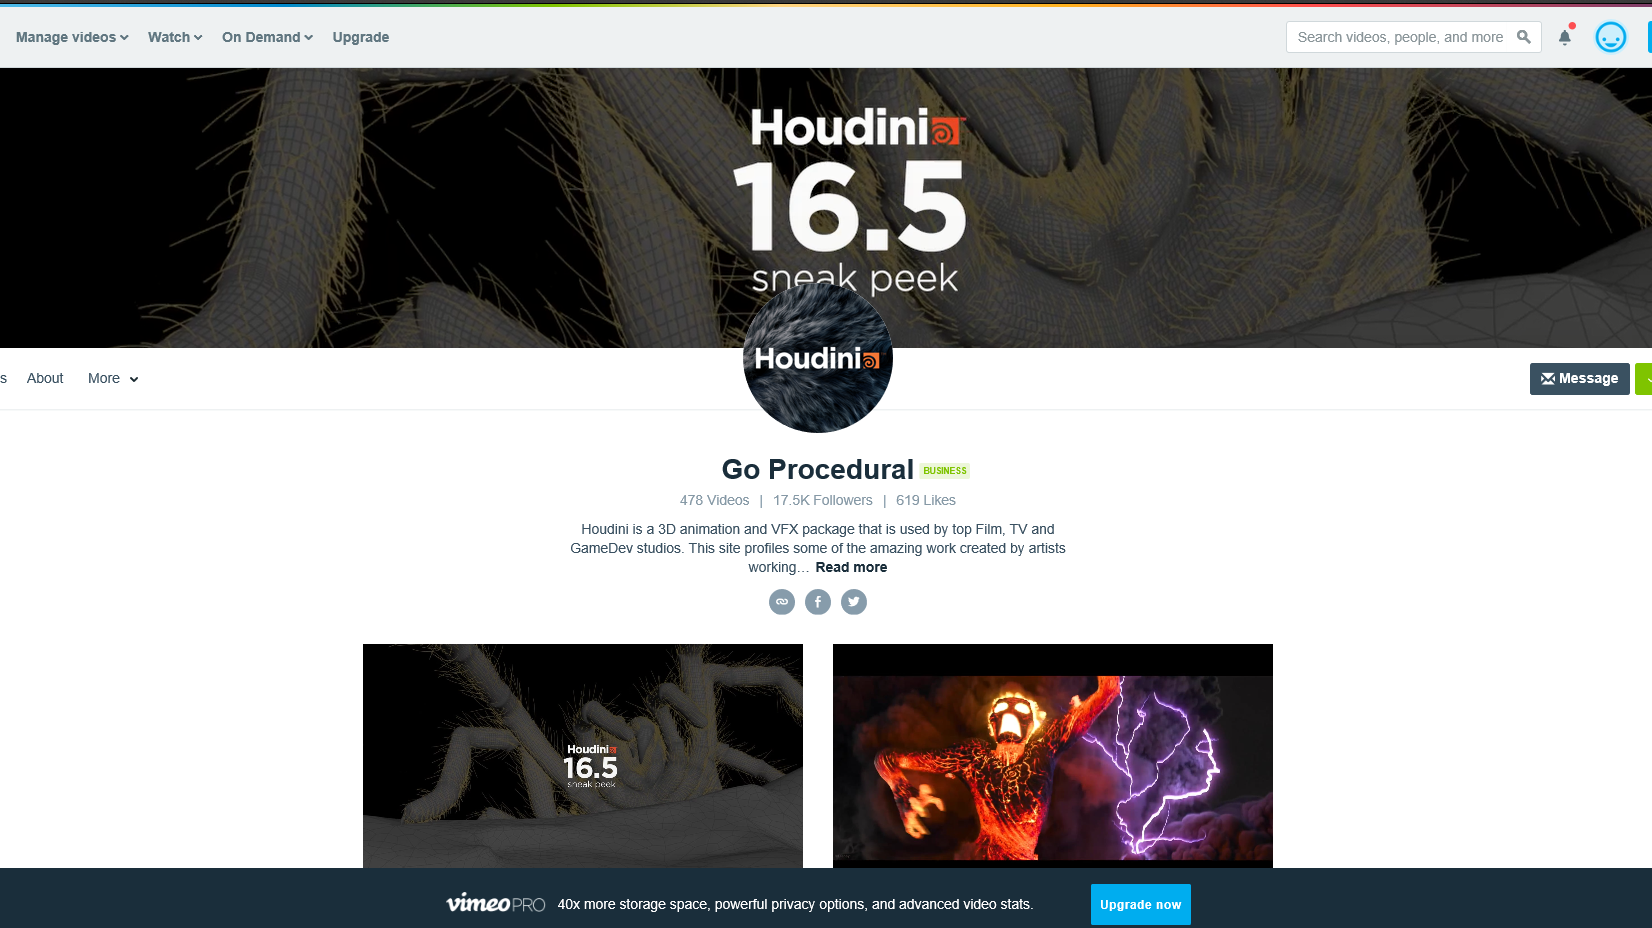 Manage videos Watch On Demand Upgrade Search videos, people, and more
Houdini
16.5
sneak peek
Houdini
s About More Message
Go Procedural BUSINESS
478 Videos | 17.5K Followers | 619 Likes
Houdini is a 3D animation and VFX package that is used by top Film, TV and
GameDev studios. This site profiles some of the amazing work created by artists
working… Read more
Houdini
16.5
sneak peek
vimeo PRO 40x more storage space, powerful privacy options, and advanced video stats. Upgrade now